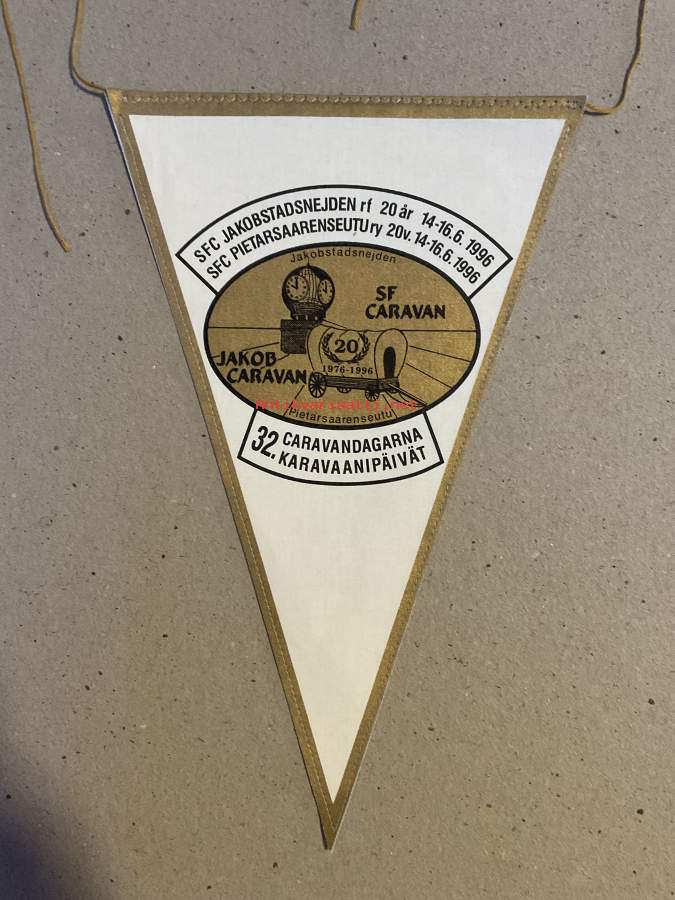 SFC JAKOBSTADSNEJDEN rf 20 år 14-16.6. 1996
SFC PIETARSAARENSEUTU ry 20v. 14-16.6. 1996
Jakobstadsnejden
SF
CARAVAN
JAKOB
CARAVAN
20
1976-1996
Pietarsaarenseutu
32. CARAVANDAGARNA
KARAVAANIPÄIVÄT